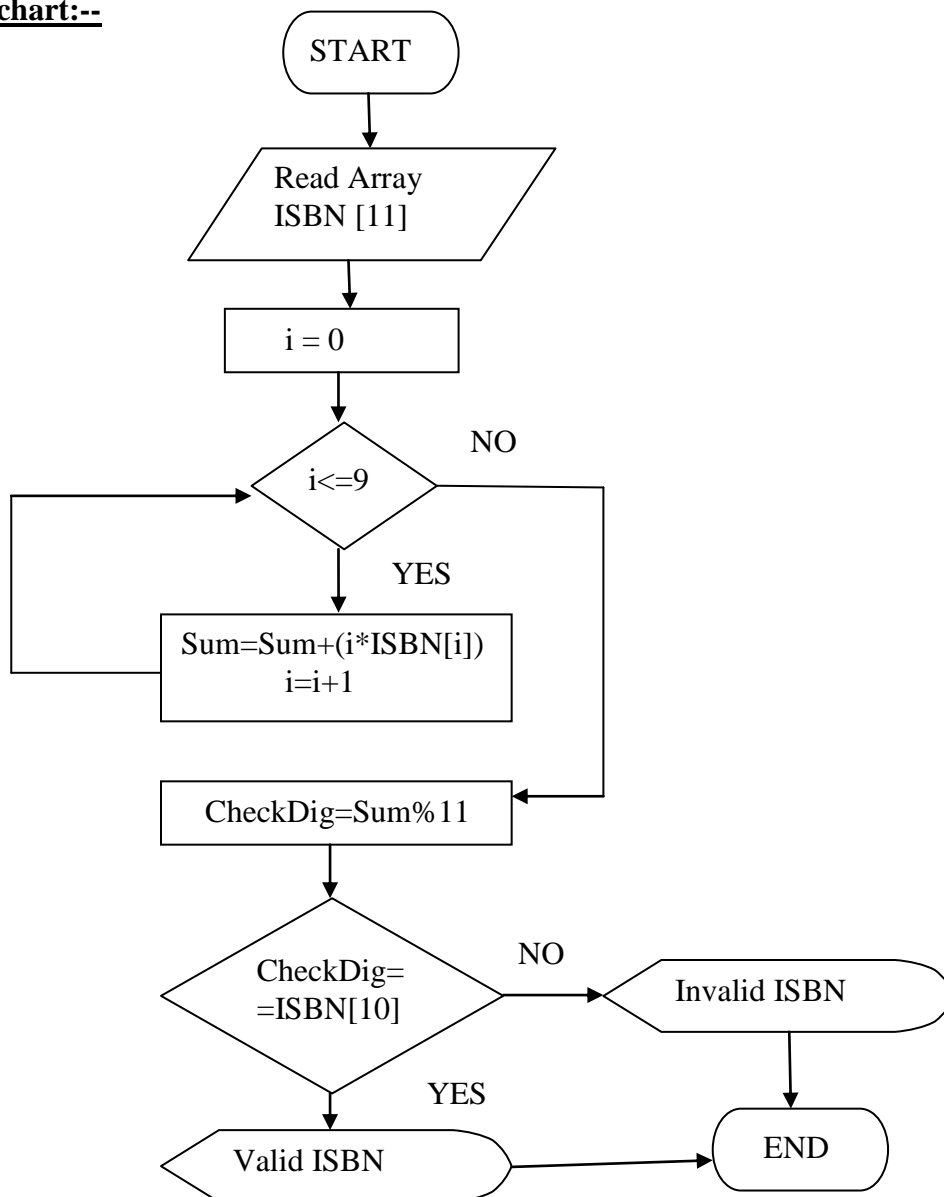 chart:--
START
Read Array
ISBN [11]
i = 0
NO
i<=9
YES
Sum=Sum+(i*ISBN[i])
i=i+1
CheckDig=Sum%11
NO
CheckDig=
=ISBN[10]
Invalid ISBN
YES
Valid ISBN
END